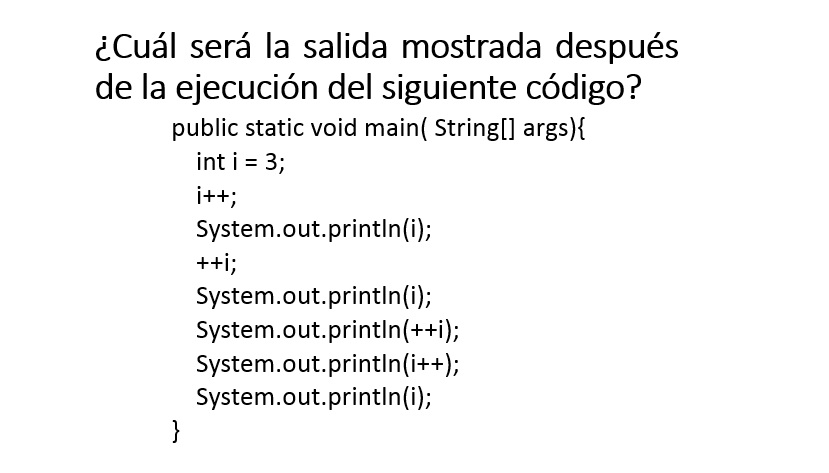 ¿Cuál será la salida mostrada después
de la ejecución del siguiente código?
public static void main( String[] args){
int i = 3;
i++;
System.out.println(i);
++i;
System.out.println(i);
System.out.println(++i);
System.out.println(i++);
System.out.println(i);
}